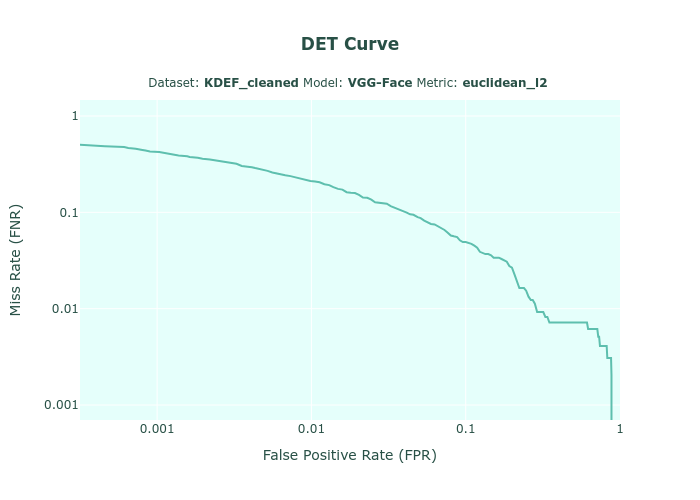 DET Curve
Dataset: KDEF_cleaned Model: VGG-Face Metric: euclidean_l2
Miss Rate (FNR)
1
0.1
0.01
0.001
0.001 0.01 0.1 1
False Positive Rate (FPR)